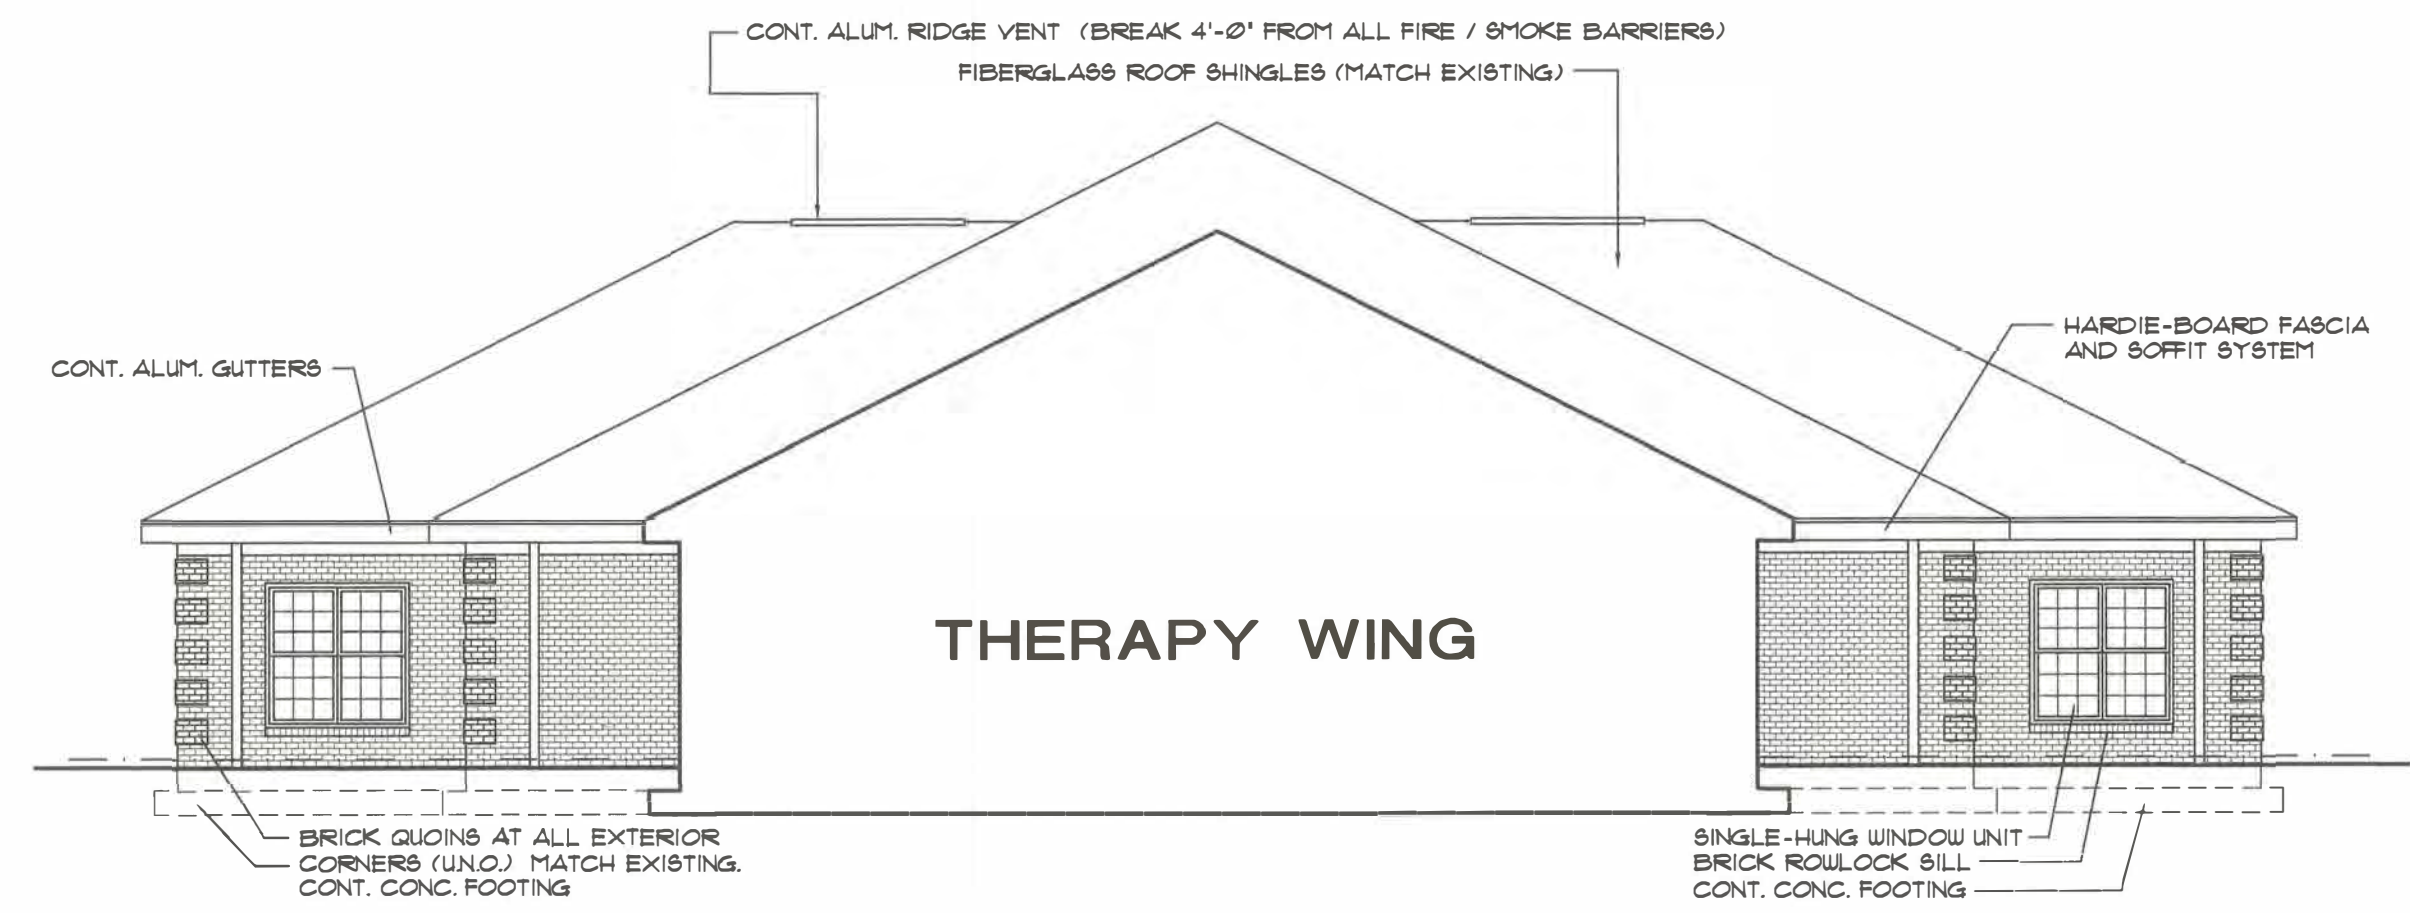 CONT. ALUM. RIDGE VENT (BREAK 4'-0" FROM ALL FIRE / SMOKE BARRIERS)
FIBERGLASS ROOF SHINGLES (MATCH EXISTING)
HARDIE-BOARD FASCIA
AND SOFFIT SYSTEM
CONT. ALUM. GUTTERS
THERAPY WING
BRICK QUOINS AT ALL EXTERIOR
CORNERS (U.N.O.) MATCH EXISTING.
CONT. CONC. FOOTING
SINGLE-HUNG WINDOW UNIT
BRICK ROWLOCK SILL
CONT. CONC. FOOTING